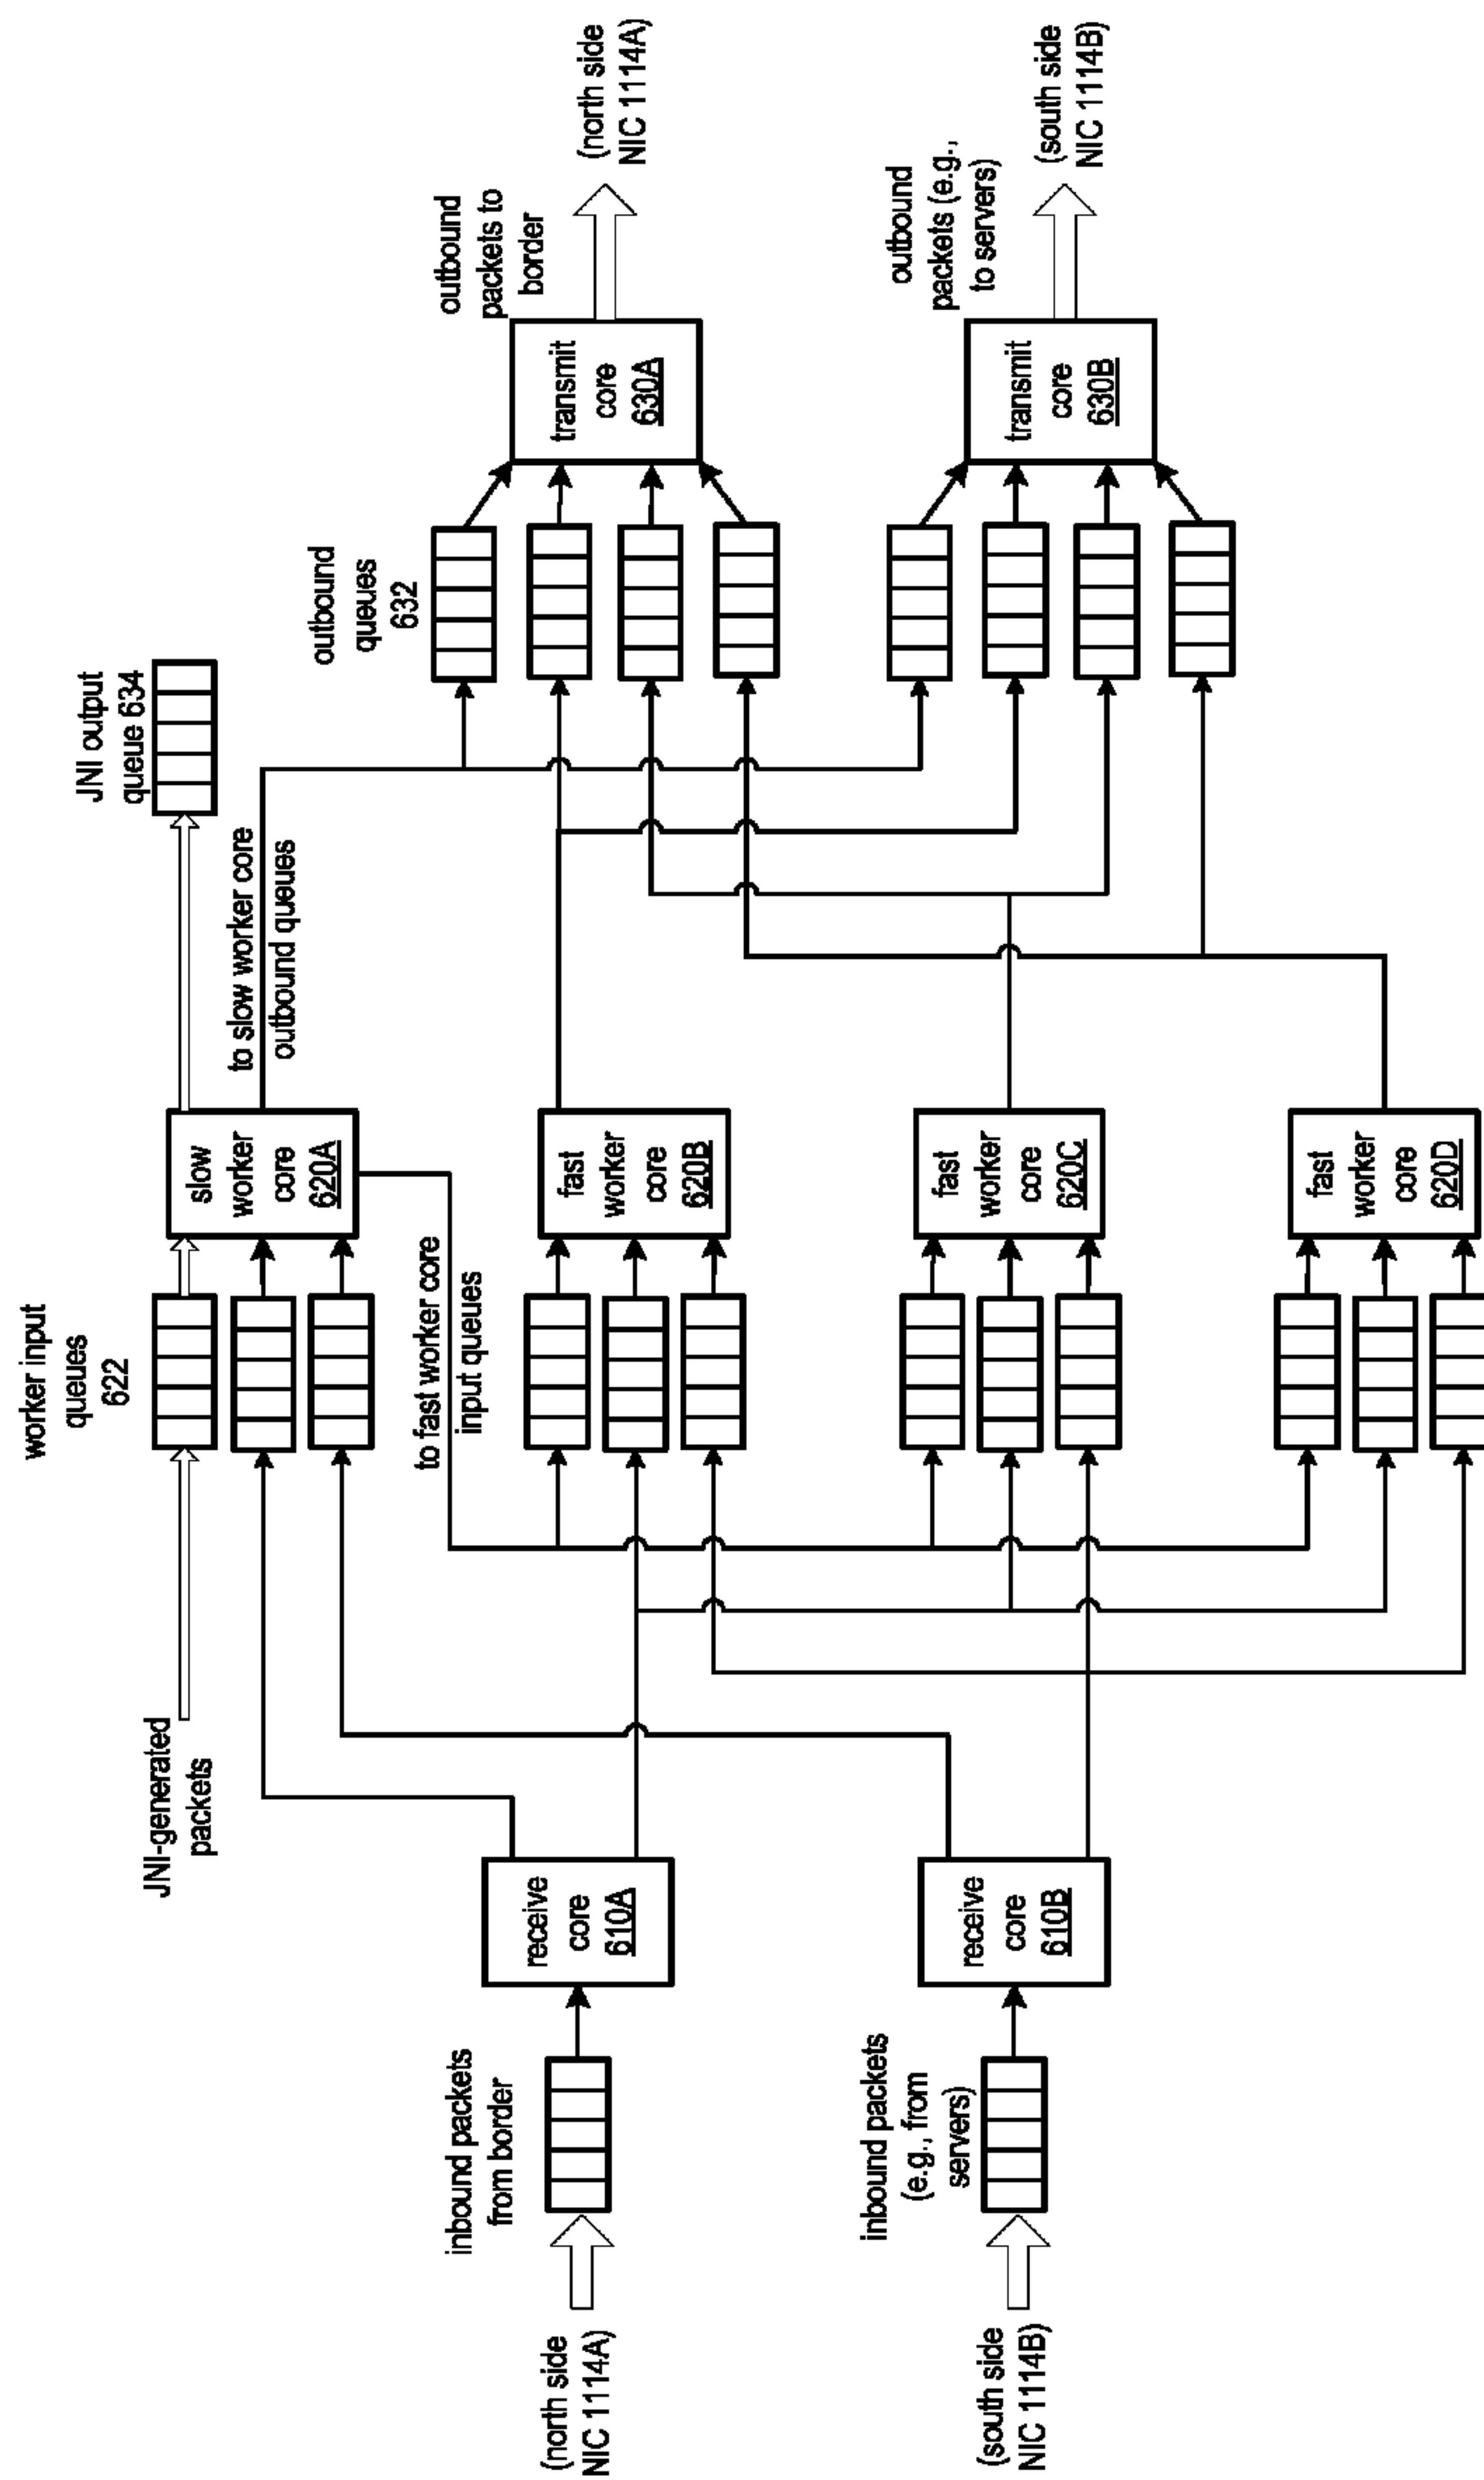 (north side
NIC 1114A)
inbound packets
from border
receive
core
610A
(south side
NIC 1114B)
inbound packets
(e.g., from
servers)
receive
core
610B
JNI-generated
packets
worker input
queues
622
to fast worker core
input queues
slow
worker
core
620A
fast
worker
core
620B
fast
worker
core
620C
fast
worker
core
620D
to slow worker core
outbound queues
JNI output
queue 634
outbound
queues
632
transmit
core
630A
outbound
packets to
border
(north side
NIC 1114A)
transmit
core
630B
outbound
packets (e.g.,
to servers)
(south side
NIC 1114B)